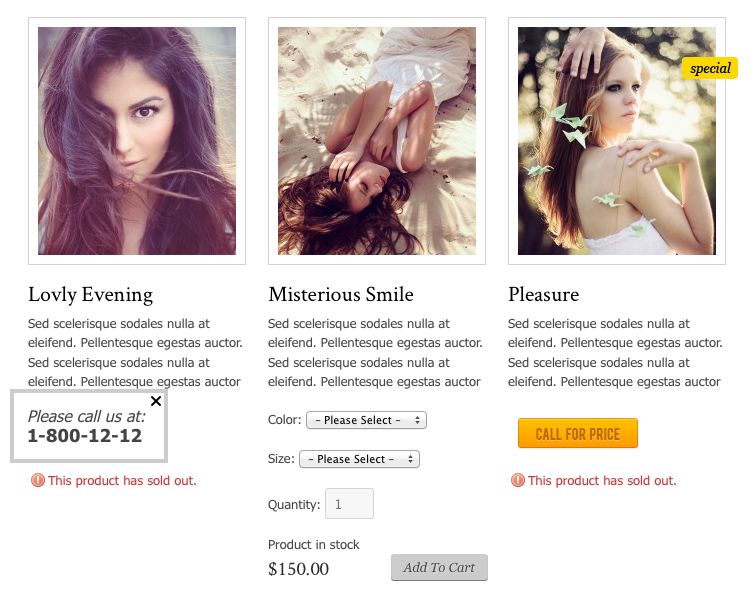 special
Lovly Evening
Sed scelerisque sodales nulla at
eleifend. Pellentesque egestas auctor.
Sed scelerisque sodales nulla at
eleifend. Pellentesque egestas auctor
Please call us at:
1-800-12-12
This product has sold out.
Misterious Smile
Sed scelerisque sodales nulla at
eleifend. Pellentesque egestas auctor.
Sed scelerisque sodales nulla at
eleifend. Pellentesque egestas auctor
Color: - Please Select -
Size: - Please Select -
Quantity: 1
Product in stock
$150.00 Add To Cart
Pleasure
Sed scelerisque sodales nulla at
eleifend. Pellentesque egestas auctor.
Sed scelerisque sodales nulla at
eleifend. Pellentesque egestas auctor
CALL FOR PRICE
This product has sold out.